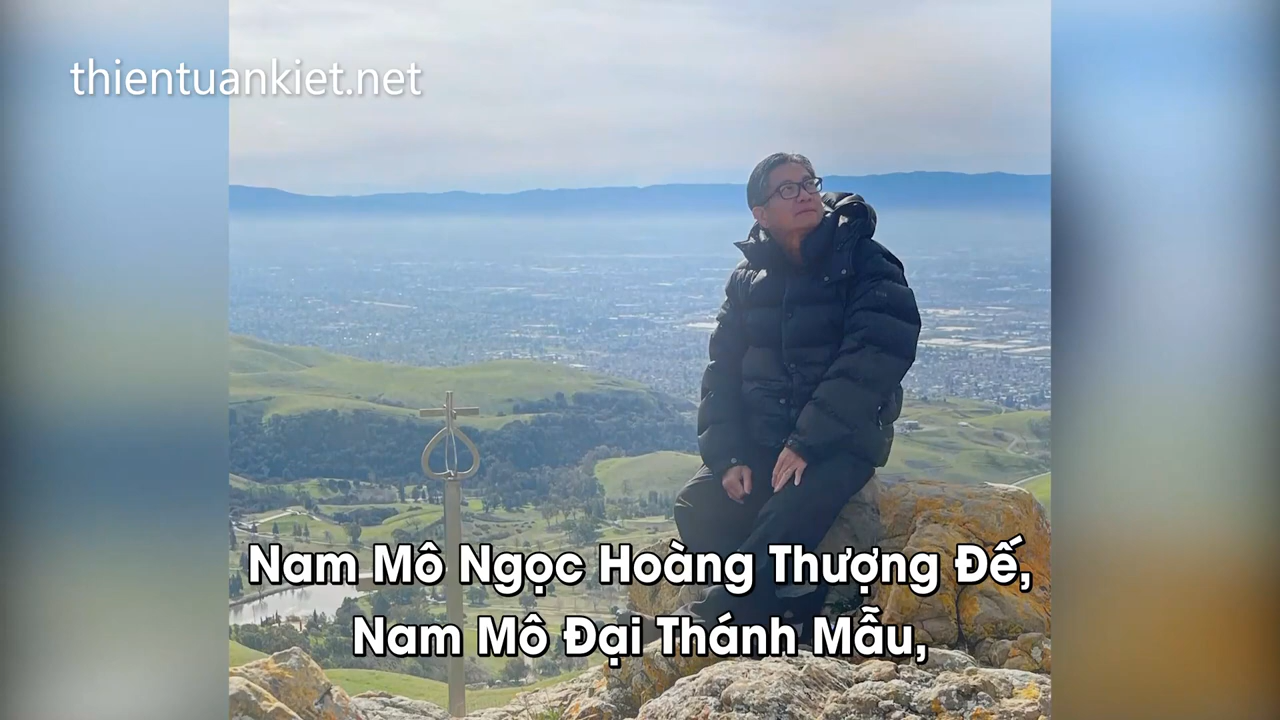 thientuankiet.net
Nam Mô Ngọc Hoàng Thượng Đế,
Nam Mô Đại Thánh Mẫu,